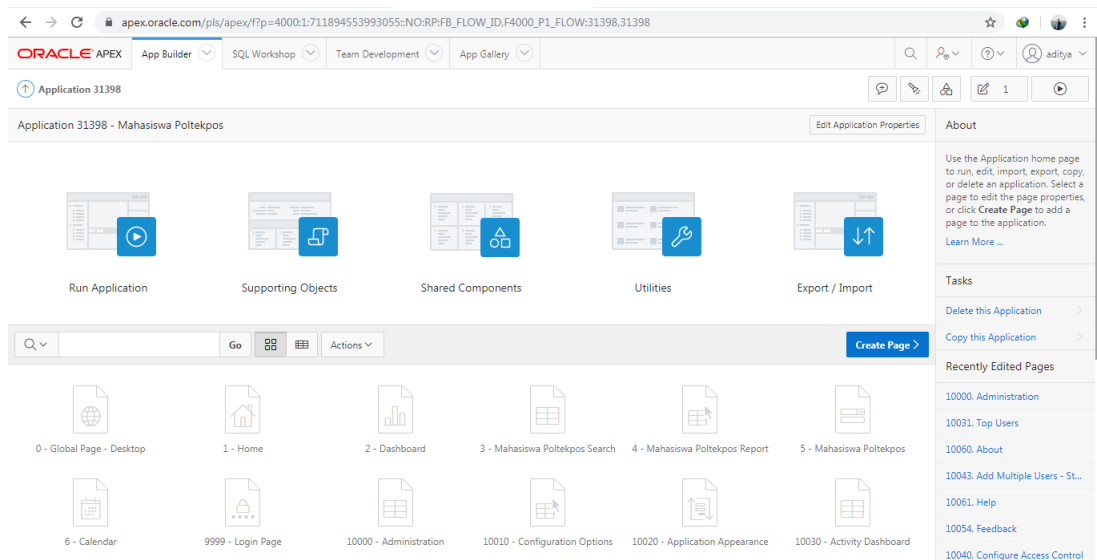 apex.oracle.com/pls/apex/f?p=4000:1:711894553993055::NO:RP:FB_FLOW_ID,F4000_P1_FLOW:31398,31398
ORACLE APEX App Builder SQL Workshop Team Development App Gallery aditya
Application 31398 1
Application 31398 - Mahasiswa Poltekpos Edit Application Properties
Run Application Supporting Objects Shared Components Utilities Export / Import
Go Actions Create Page
0 - Global Page - Desktop 1 - Home 2 - Dashboard 3 - Mahasiswa Poltekpos Search 4 - Mahasiswa Poltekpos Report 5 - Mahasiswa Poltekpos
6 - Calendar 9999 - Login Page 10000 - Administration 10010 - Configuration Options 10020 - Application Appearance 10030 - Activity Dashboard
About
Use the Application home page
to run, edit, import, export, copy,
or delete an application. Select a
page to edit the page properties,
or click Create Page to add a
page to the application.
Learn More ...
Tasks
Delete this Application
Copy this Application
Recently Edited Pages
10000. Administration
10031. Top Users
10060. About
10043. Add Multiple Users - St...
10061. Help
10054. Feedback
10040. Configure Access Control